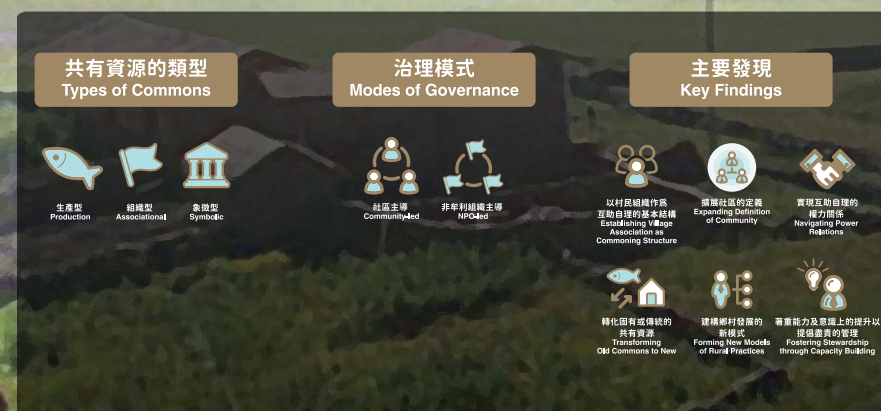 共有資源的類型
Types of Commons
生產型
Production
組織型
Associational
象徵型
Symbolic
治理模式
Modes of Governance
社區主導
Community-led
非牟利組織主導
NPO-led
主要發現
Key Findings
以村民組織作爲
互助自理的基本結構
Establishing Village
Association as
Commoning Structure
擴展社區的定義
Expanding Definition
of Community
實現互助自理的
權力關係
Navigating Power
Relations
轉化固有或傳統的
共有資源
Transforming
Old Commons to New
建構鄉村發展的
新模式
Forming New Models
of Rural Practices
著重能力及意識上的提升以
提倡盡責的管理
Fostering Stewardship
through Capacity Building